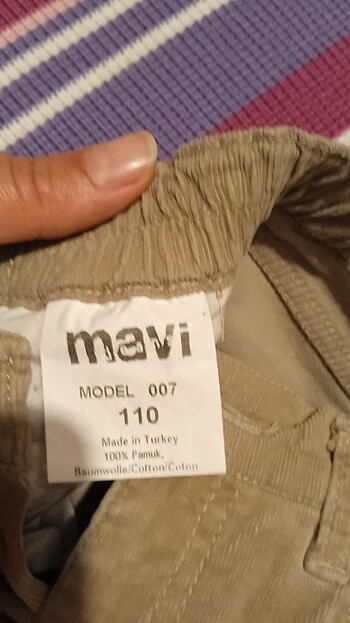 mavi
MODEL 007
110
Made in Turkey
100% Pamuk,
Baumwolle/Cotton/Coton